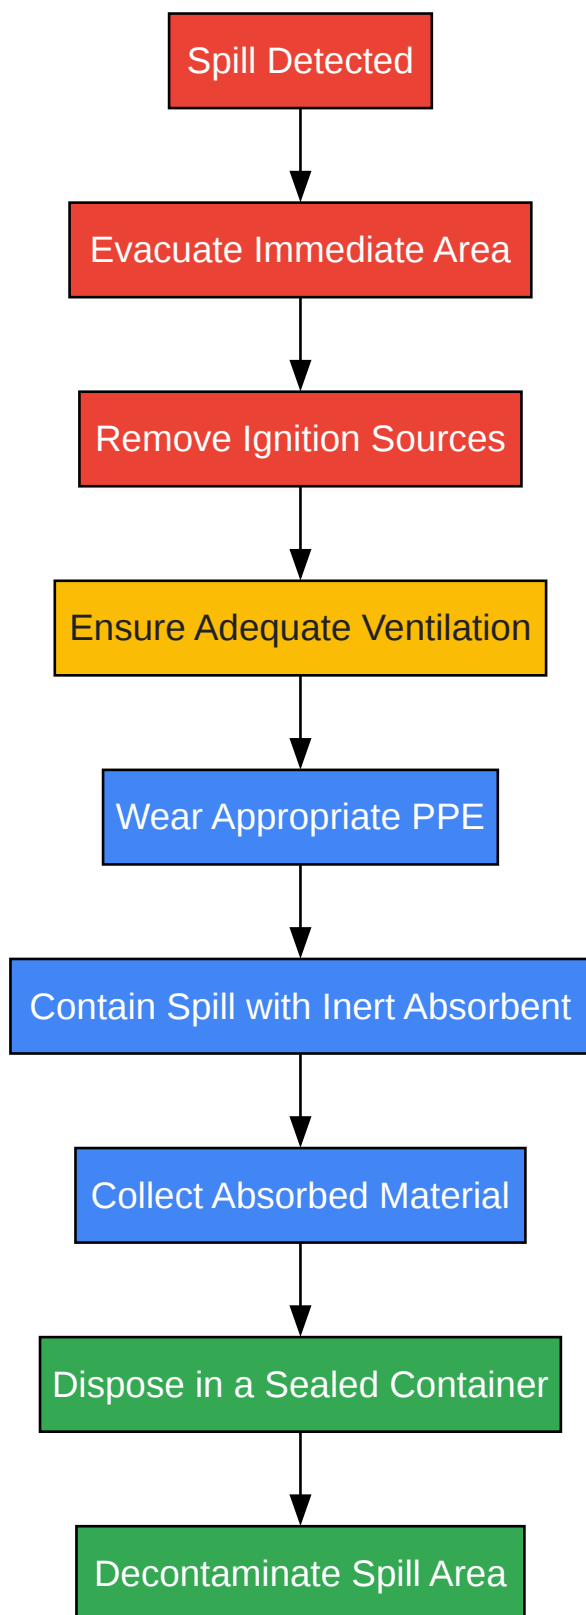 Spill Detected
Evacuate Immediate Area
Remove Ignition Sources
Ensure Adequate Ventilation
Wear Appropriate PPE
Contain Spill with Inert Absorbent
Collect Absorbed Material
Dispose in a Sealed Container
Decontaminate Spill Area